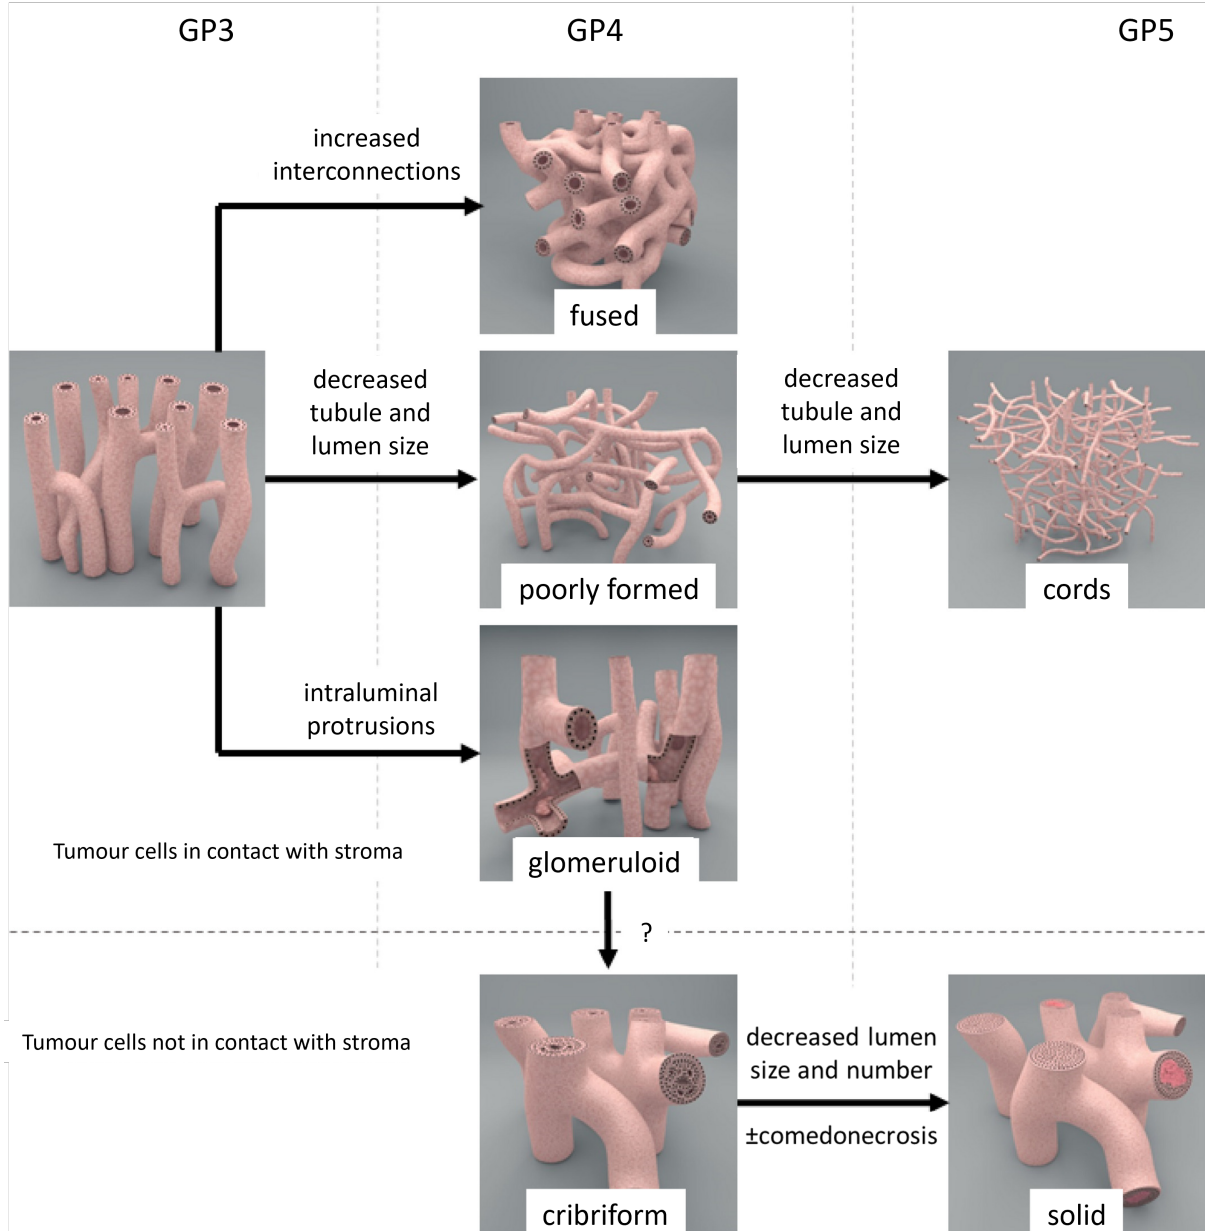 GP3
GP4
GP5
increased
interconnections
fused
decreased
tubule and
lumen size
decreased
tubule and
lumen size
poorly formed
cords
intraluminal
protrusions
Tumour cells in contact with stroma
glomeruloid
?
Tumour cells not in contact with stroma
decreased lumen
size and number
±comedonecrosis
cribriform
solid